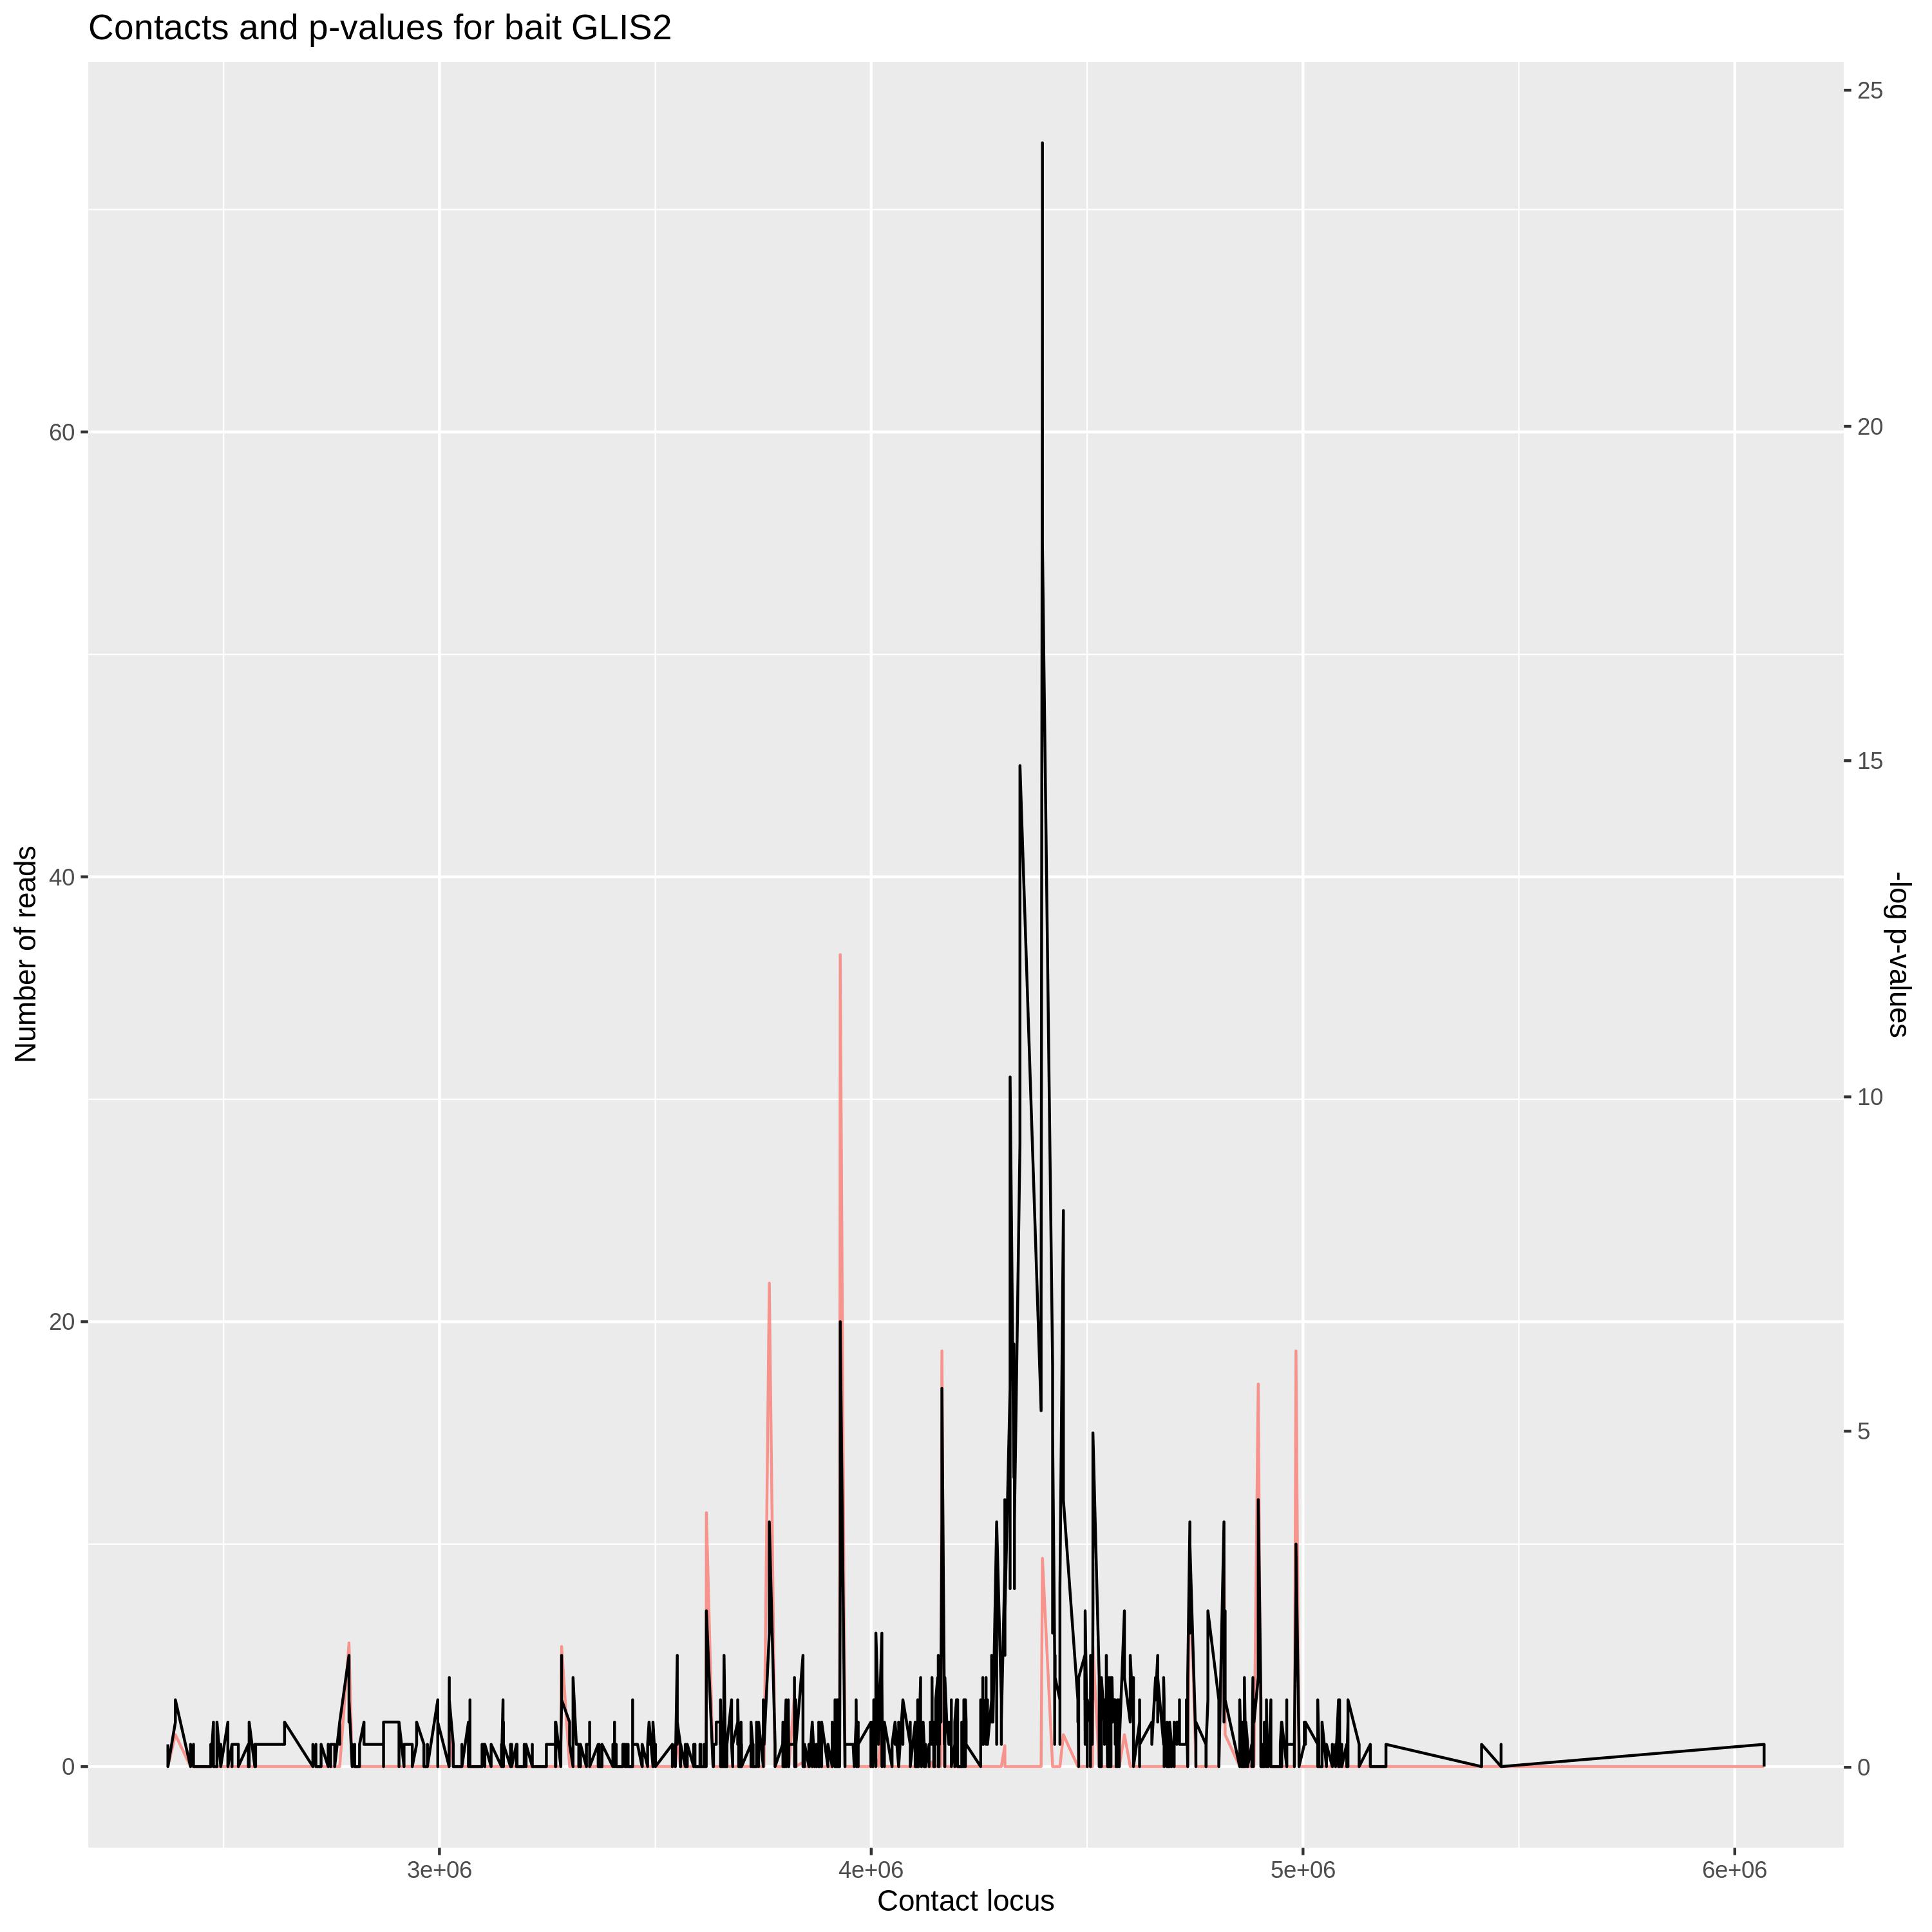 Contacts and p-values for bait GLIS2
Number of reads
60
40
20
0
25
20
15
10
5
0
-log p-values
3e+06
4e+06
5e+06
6e+06
Contact locus